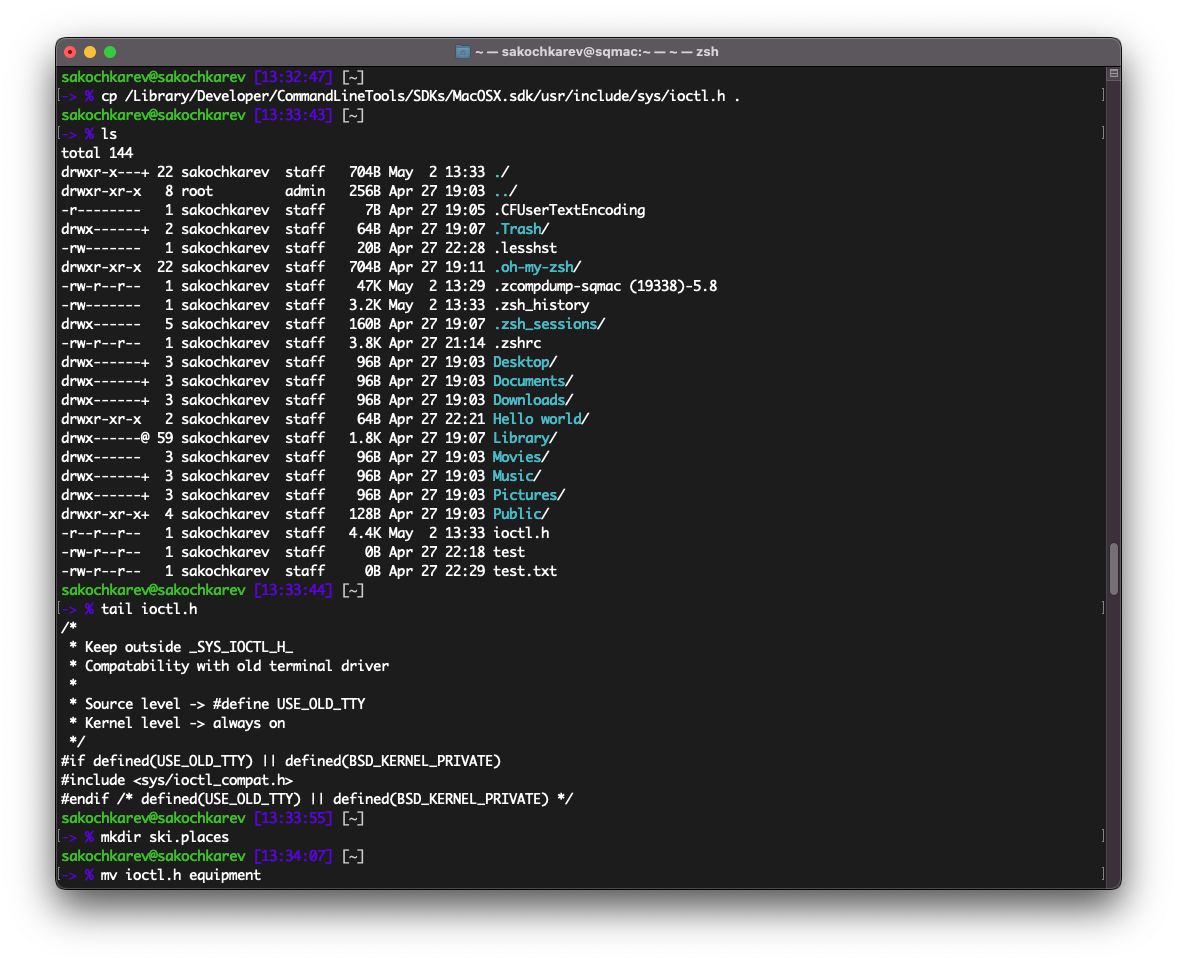 ~ — sakochkarev@sqmac:~ — ~ — zsh
sakochkarev@sakochkarev [13:32:47] [~]
[-> % cp /Library/Developer/CommandLineTools/SDKs/MacOSX.sdk/usr/include/sys/ioctl.h . ]
sakochkarev@sakochkarev [13:33:43] [~]
[-> % ls ]
total 144
drwxr-x---+ 22 sakochkarev  staff   704B May  2 13:33 ./
drwxr-xr-x   8 root         admin   256B Apr 27 19:03 ../
-r--------   1 sakochkarev  staff     7B Apr 27 19:05 .CFUserTextEncoding
drwx------+  2 sakochkarev  staff    64B Apr 27 19:07 .Trash/
-rw-------   1 sakochkarev  staff    20B Apr 27 22:28 .lesshst
drwxr-xr-x  22 sakochkarev  staff   704B Apr 27 19:11 .oh-my-zsh/
-rw-r--r--   1 sakochkarev  staff    47K May  2 13:29 .zcompdump-sqmac (19338)-5.8
-rw-------   1 sakochkarev  staff   3.2K May  2 13:33 .zsh_history
drwx------   5 sakochkarev  staff   160B Apr 27 19:07 .zsh_sessions/
-rw-r--r--   1 sakochkarev  staff   3.8K Apr 27 21:14 .zshrc
drwx------+  3 sakochkarev  staff    96B Apr 27 19:03 Desktop/
drwx------+  3 sakochkarev  staff    96B Apr 27 19:03 Documents/
drwx------+  3 sakochkarev  staff    96B Apr 27 19:03 Downloads/
drwxr-xr-x   2 sakochkarev  staff    64B Apr 27 22:21 Hello world/
drwx------@ 59 sakochkarev  staff   1.8K Apr 27 19:07 Library/
drwx------   3 sakochkarev  staff    96B Apr 27 19:03 Movies/
drwx------+  3 sakochkarev  staff    96B Apr 27 19:03 Music/
drwx------+  3 sakochkarev  staff    96B Apr 27 19:03 Pictures/
drwxr-xr-x+  4 sakochkarev  staff   128B Apr 27 19:03 Public/
-r--r--r--   1 sakochkarev  staff   4.4K May  2 13:33 ioctl.h
-rw-r--r--   1 sakochkarev  staff     0B Apr 27 22:18 test
-rw-r--r--   1 sakochkarev  staff     0B Apr 27 22:29 test.txt
sakochkarev@sakochkarev [13:33:44] [~]
[-> % tail ioctl.h ]
/*
 * Keep outside _SYS_IOCTL_H_
 * Compatability with old terminal driver
 *
 * Source level -> #define USE_OLD_TTY
 * Kernel level -> always on
 */
#if defined(USE_OLD_TTY) || defined(BSD_KERNEL_PRIVATE)
#include <sys/ioctl_compat.h>
#endif /* defined(USE_OLD_TTY) || defined(BSD_KERNEL_PRIVATE) */
sakochkarev@sakochkarev [13:33:55] [~]
[-> % mkdir ski.places ]
sakochkarev@sakochkarev [13:34:07] [~]
[-> % mv ioctl.h equipment ]